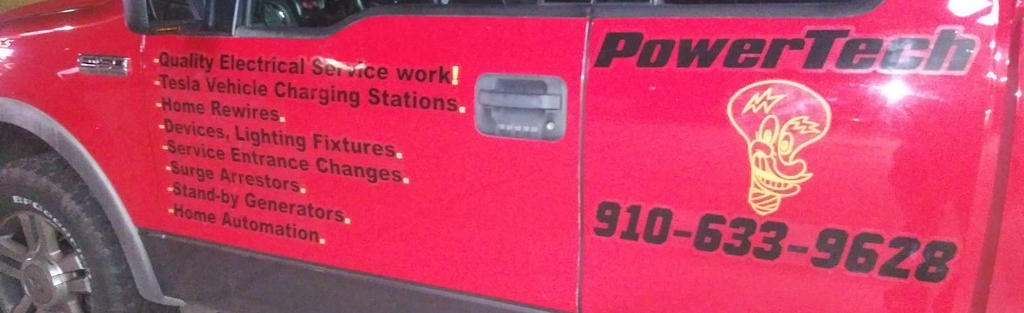 -Quality Electrical Service work!
-Tesla Vehicle Charging Stations.
-Home Rewires.
-Devices, Lighting Fixtures.
-Service Entrance Changes.
-Surge Arrestors.
-Stand-by Generators.
-Home Automation.
PowerTech
910-633-9628